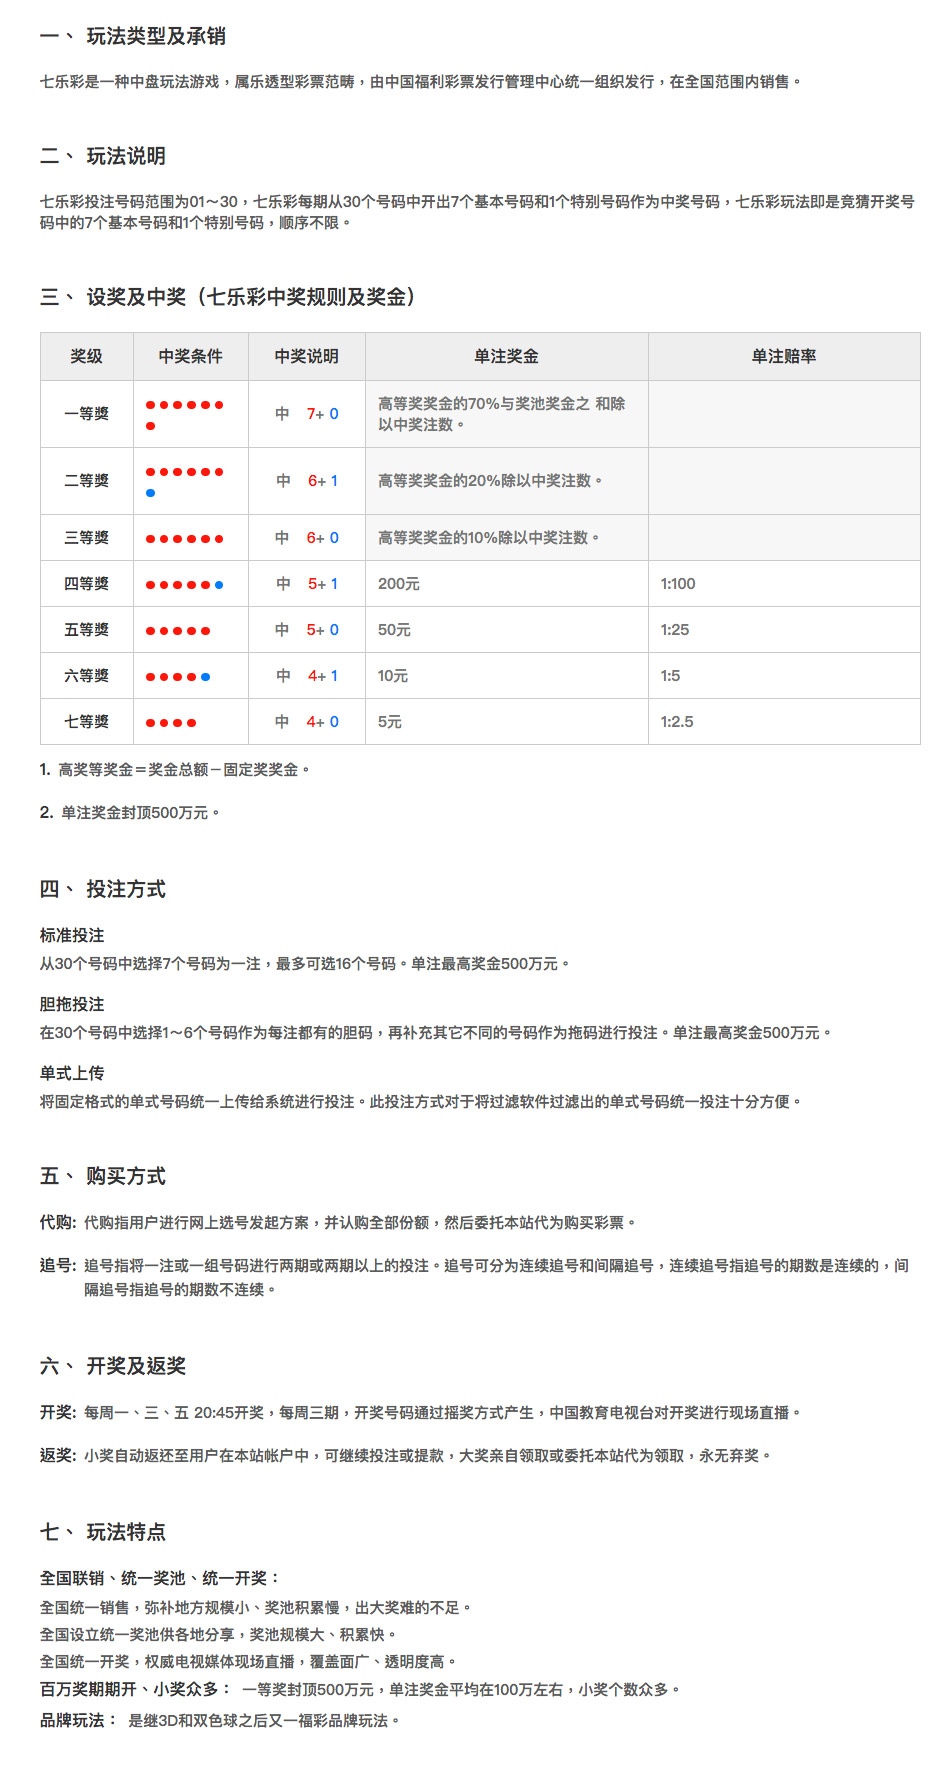 一、 玩法类型及承销
七乐彩是一种中盘玩法游戏，属乐透型彩票范畴，由中国福利彩票发行管理中心统一组织发行，在全国范围内销售。
二、 玩法说明
七乐彩投注号码范围为01～30，七乐彩每期从30个号码中开出7个基本号码和1个特别号码作为中奖号码，七乐彩玩法即是竞猜开奖号
码中的7个基本号码和1个特别号码，顺序不限。
三、 设奖及中奖（七乐彩中奖规则及奖金）
奖级 中奖条件 中奖说明 单注奖金 单注赔率
一等獎 中 7+ 0 高等奖奖金的70%与奖池奖金之 和除
以中奖注数。
二等獎 中 6+ 1 高等奖奖金的20%除以中奖注数。
三等獎 中 6+ 0 高等奖奖金的10%除以中奖注数。
四等獎 中 5+ 1 200元 1:100
五等獎 中 5+ 0 50元 1:25
六等獎 中 4+ 1 10元 1:5
七等獎 中 4+ 0 5元 1:2.5
1. 高奖等奖金＝奖金总额－固定奖奖金。
2. 单注奖金封顶500万元。
四、 投注方式
标准投注
从30个号码中选择7个号码为一注，最多可选16个号码。单注最高奖金500万元。
胆拖投注
在30个号码中选择1～6个号码作为每注都有的胆码，再补充其它不同的号码作为拖码进行投注。单注最高奖金500万元。
单式上传
将固定格式的单式号码统一上传给系统进行投注。此投注方式对于将过滤软件过滤出的单式号码统一投注十分方便。
五、 购买方式
代购: 代购指用户进行网上选号发起方案，并认购全部份额，然后委托本站代为购买彩票。
追号: 追号指将一注或一组号码进行两期或两期以上的投注。追号可分为连续追号和间隔追号，连续追号指追号的期数是连续的，间
隔追号指追号的期数不连续。
六、 开奖及返奖
开奖: 每周一、三、五 20:45开奖，每周三期，开奖号码通过摇奖方式产生，中国教育电视台对开奖进行现场直播。
返奖: 小奖自动返还至用户在本站帐户中，可继续投注或提款，大奖亲自领取或委托本站代为领取，永无弃奖。
七、 玩法特点
全国联销、统一奖池、统一开奖：
全国统一销售，弥补地方规模小、奖池积累慢，出大奖难的不足。
全国设立统一奖池供各地分享，奖池规模大、积累快。
全国统一开奖，权威电视媒体现场直播，覆盖面广、透明度高。
百万奖期期开、小奖众多： 一等奖封顶500万元，单注奖金平均在100万左右，小奖个数众多。
品牌玩法： 是继3D和双色球之后又一福彩品牌玩法。